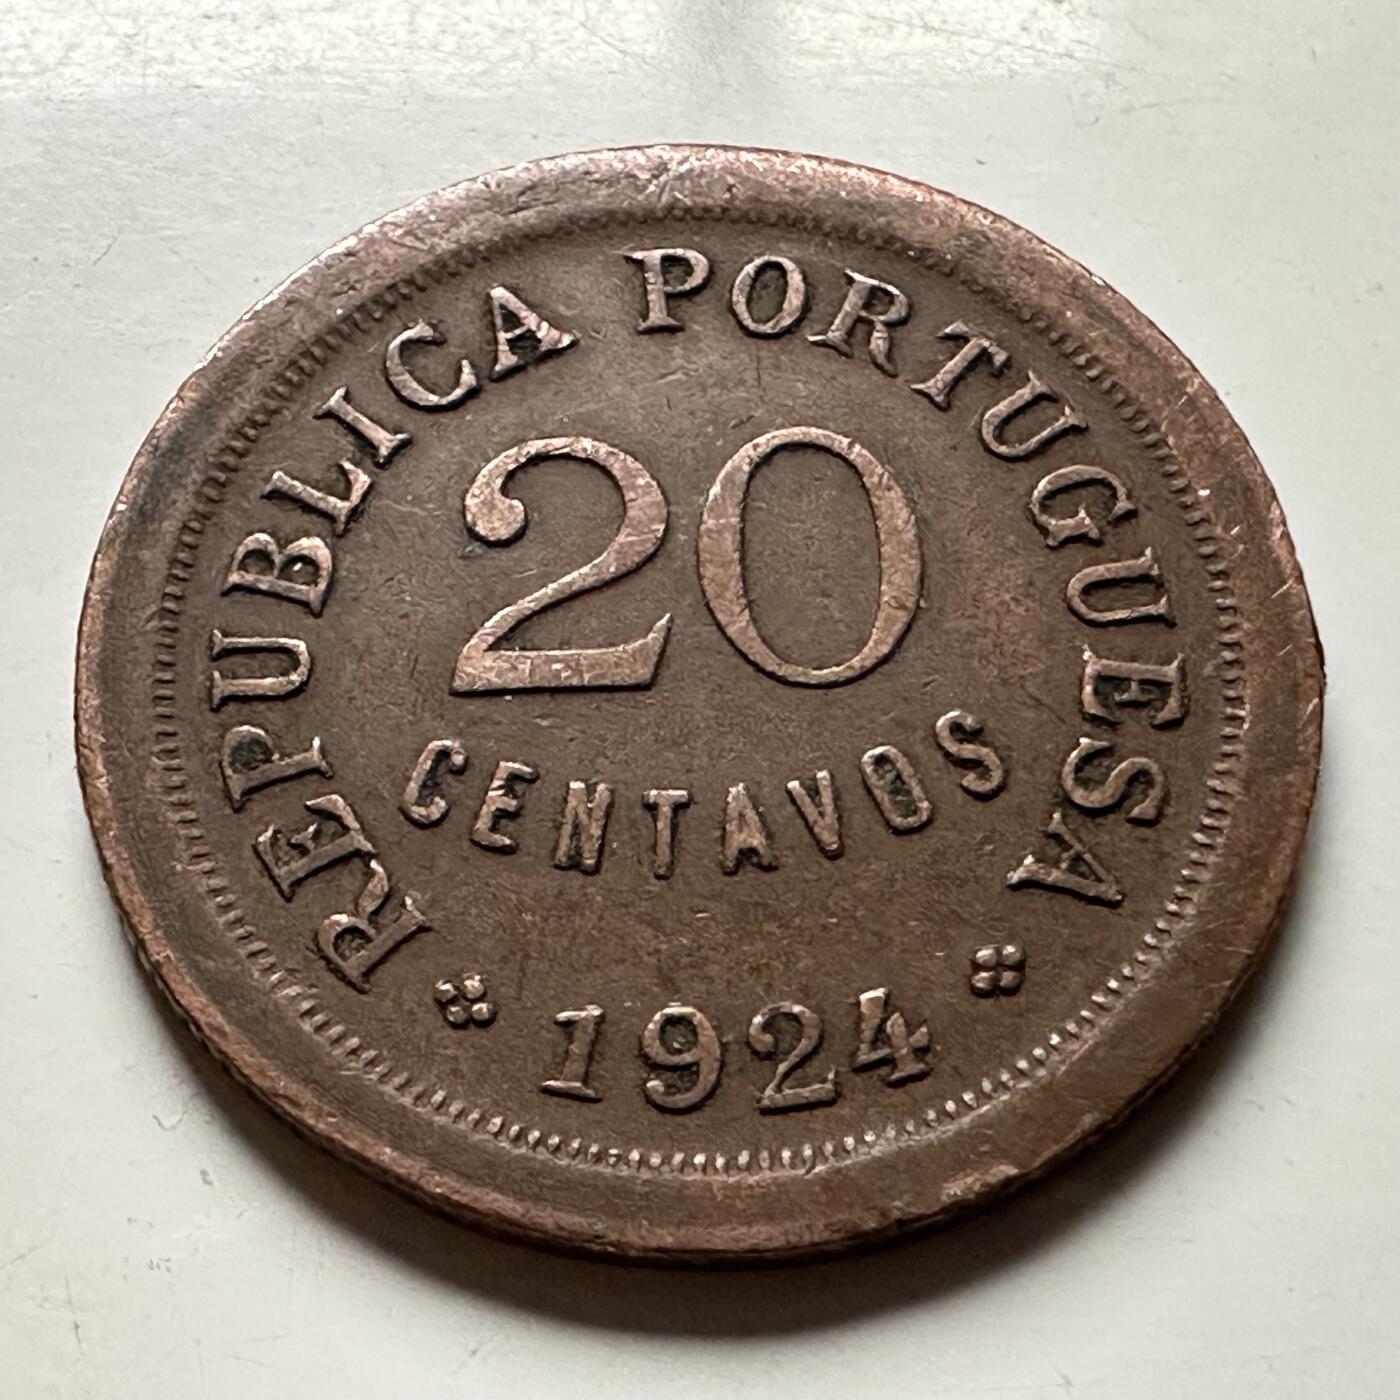 REPUBLICA PORTUGUESA
20
CENTAVOS
1924